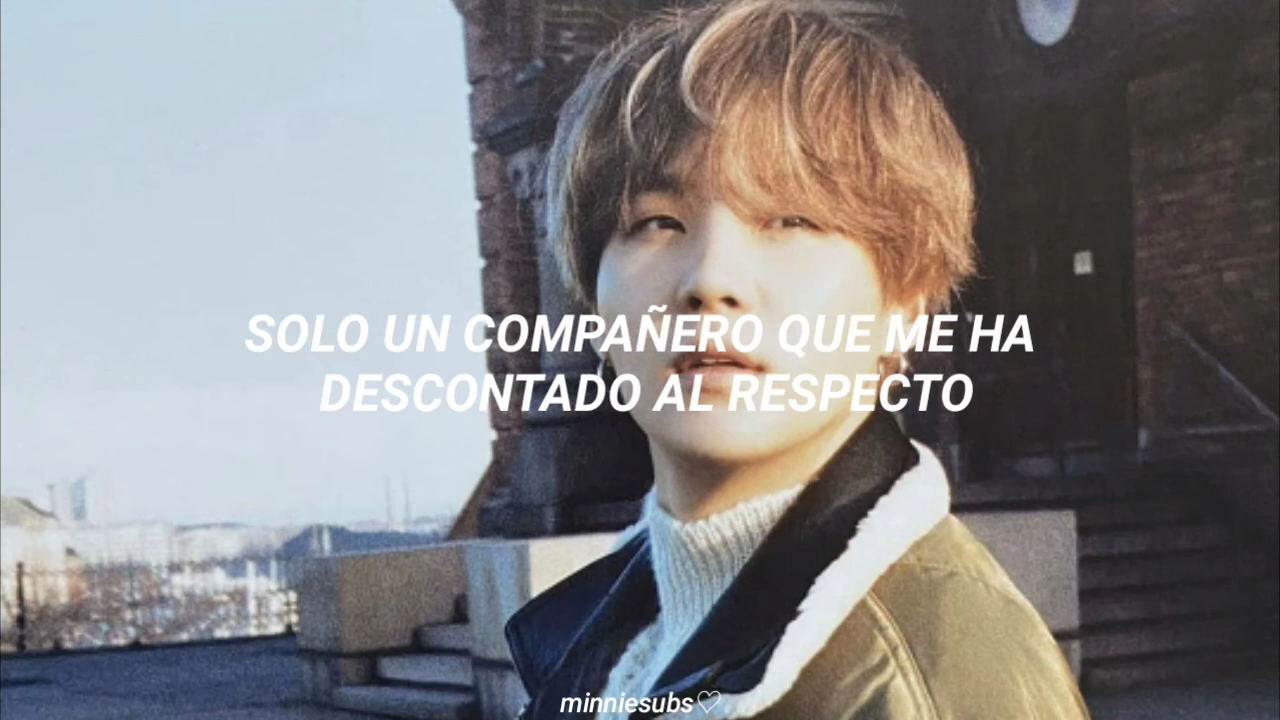 SOLO UN COMPAÑERO QUE ME HA
DESCONTADO AL RESPECTO
minniesubs♡